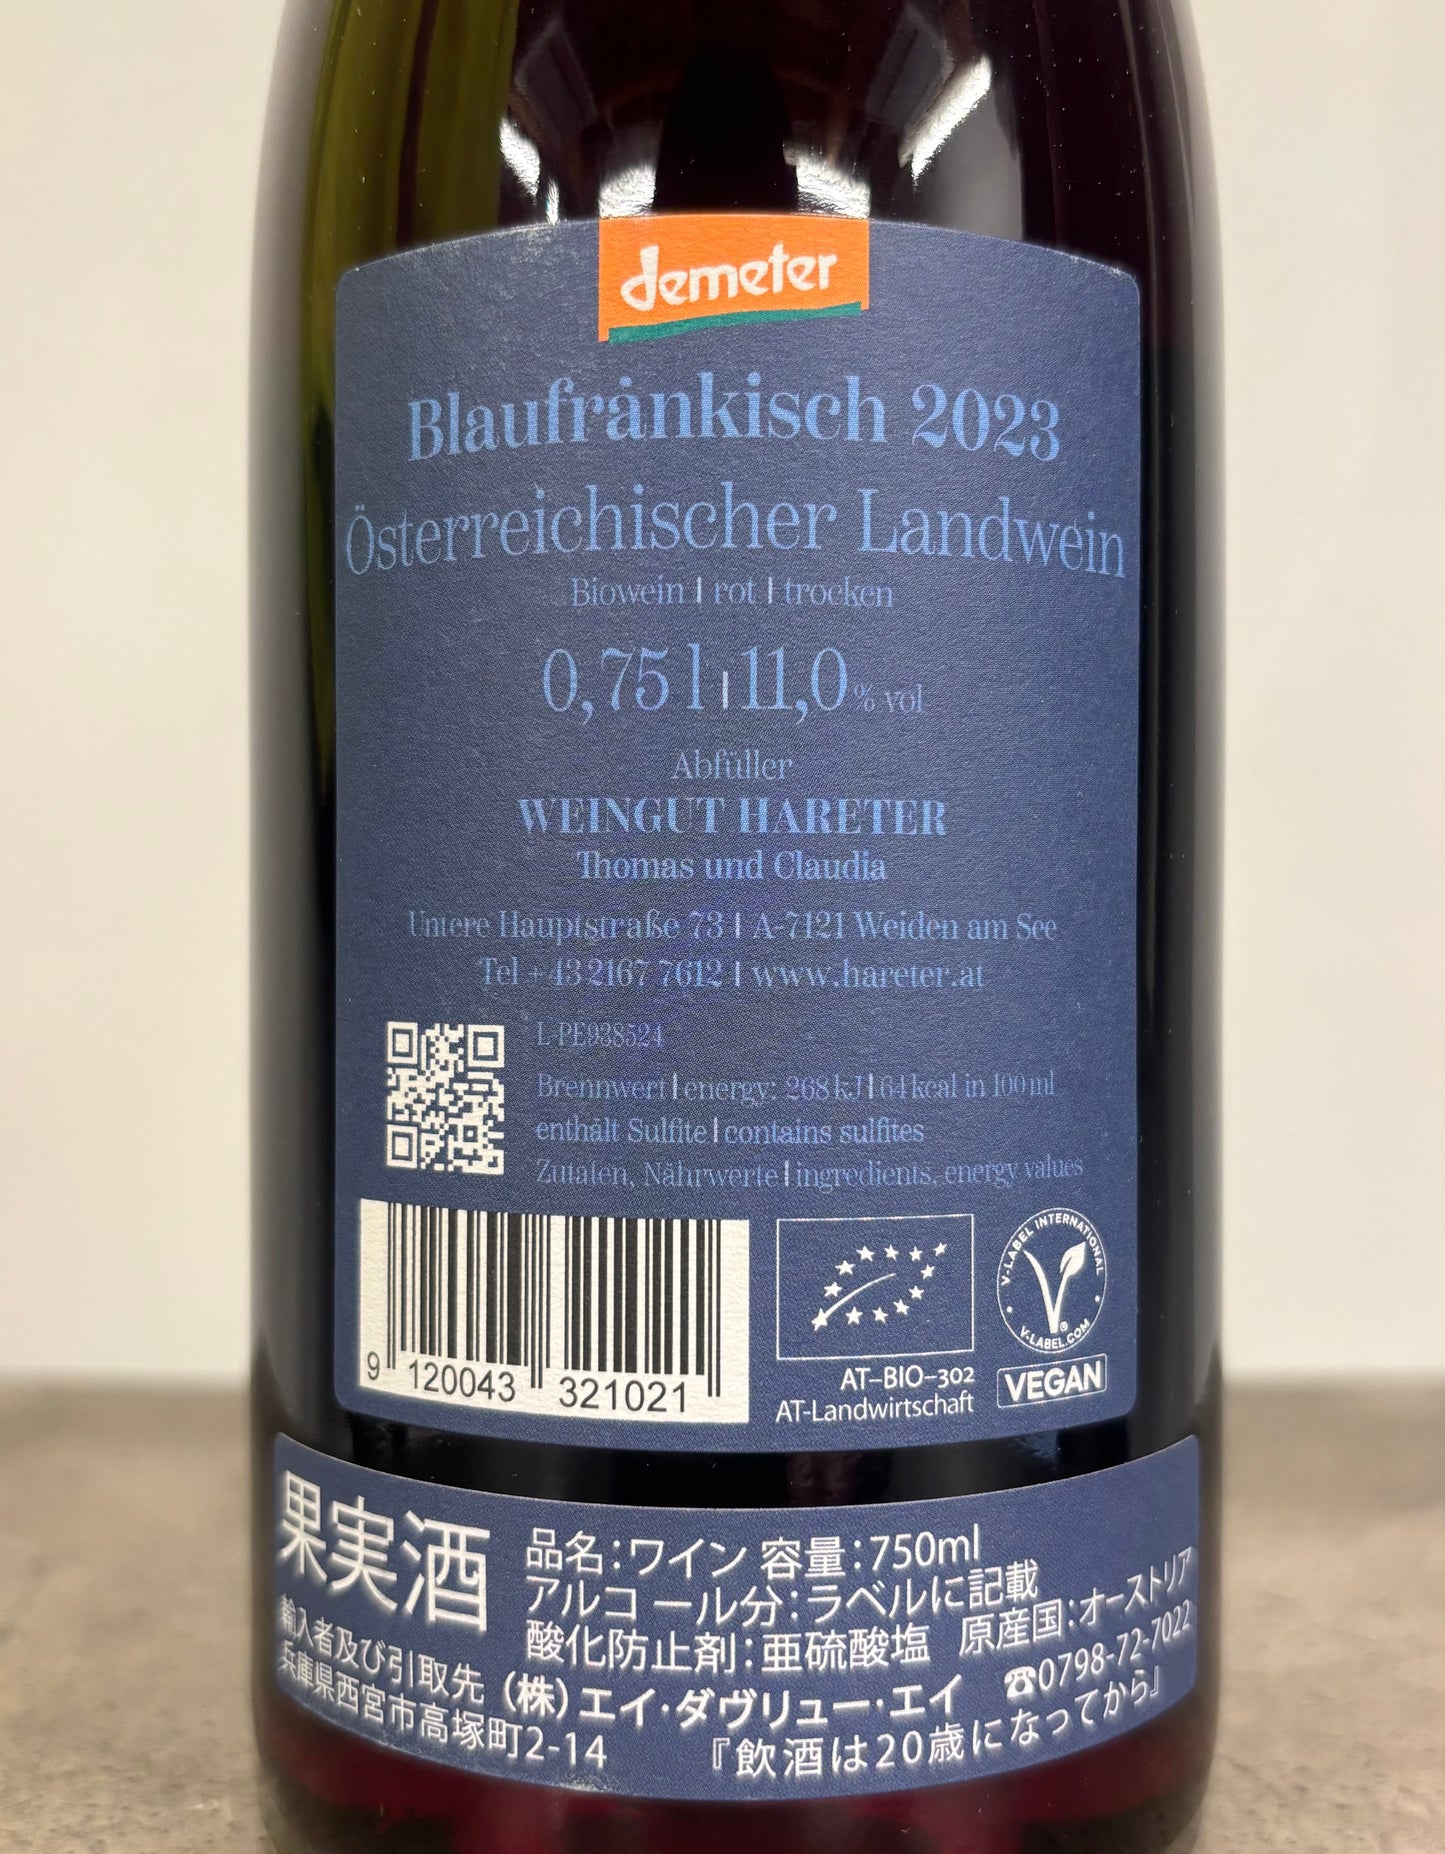 demeter
Blaufränkisch 2023
Österreichischer Landwein
Biowein | rot | trocken
0,75 l | 11,0 % vol
Abfüller
WEINGUT HARETER
Thomas und Claudia
Untere Hauptstraße 73 | A-7121 Weiden am See
Tel +43 2167 7612 | www.hareter.at
L-PE938524
Brennwert | energy: 268 kJ | 64 kcal in 100 ml
enthält Sulfite | contains sulfites
Zutaten, Nährwerte | ingredients, energy values
9 120043 321021
AT-BIO-302
AT-Landwirtschaft
V-LABEL INTERNATIONAL
V-LABEL.COM
VEGAN
果実酒
品名:ワイン 容量:750ml
アルコール分:ラベルに記載
酸化防止剤:亜硫酸塩 原産国:オーストリア
輸入者及び引取先 (株)エイ・ダヴリュー・エイ ☎0798-72-7022
兵庫県西宮市高塚町2-14 『飲酒は20歳になってから』